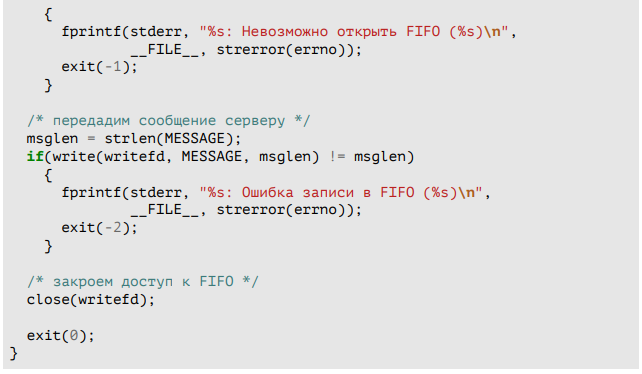 {
fprintf(stderr, "%s: Невозможно открыть FIFO (%s)\n",
__FILE__, strerror(errno));
exit(-1);
}
/* передадим сообщение серверу */
msglen = strlen(MESSAGE);
if(write(writefd, MESSAGE, msglen) != msglen)
{
fprintf(stderr, "%s: Ошибка записи в FIFO (%s)\n",
__FILE__, strerror(errno));
exit(-2);
}
/* закроем доступ к FIFO */
close(writefd);
exit(0);
}